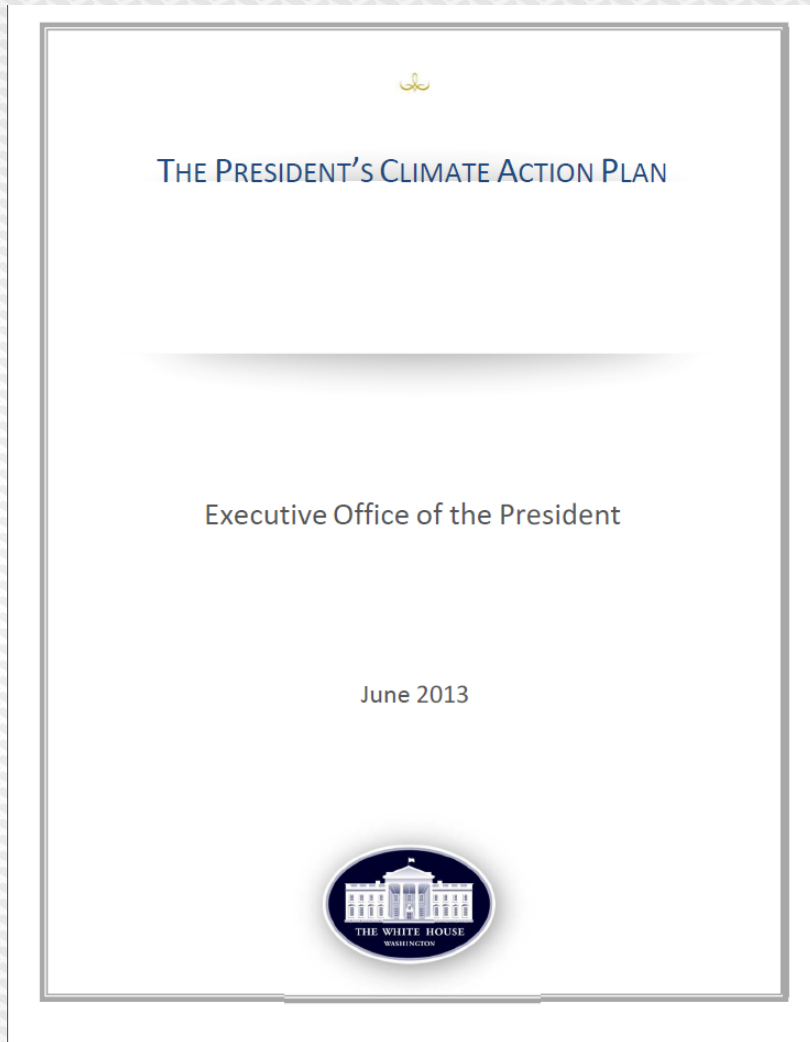 THE PRESIDENT'S CLIMATE ACTION PLAN
Executive Office of the President
June 2013
THE WHITE HOUSE
WASHINGTON